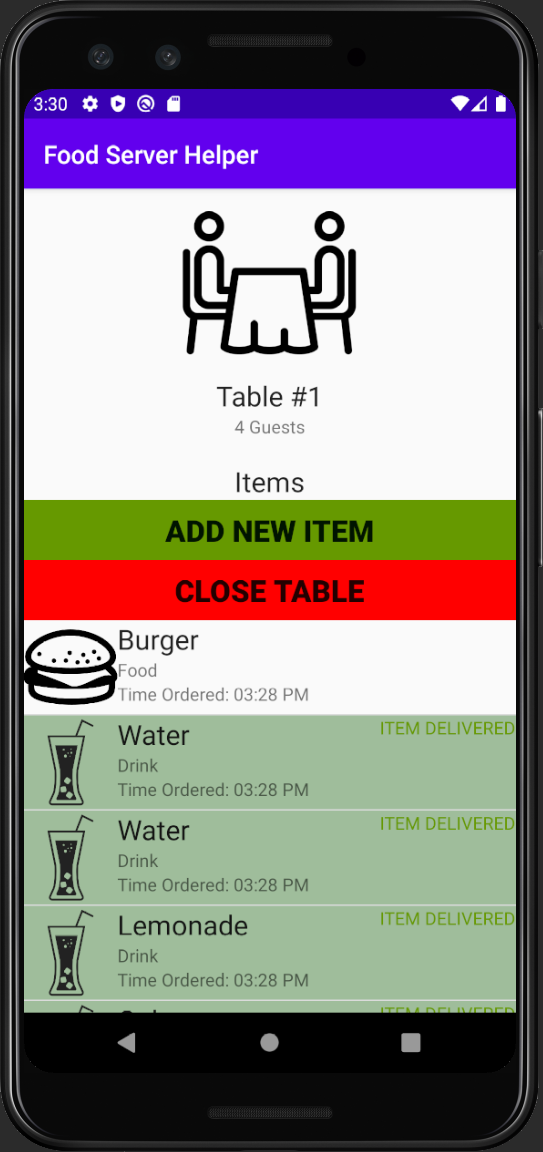 3:30
Food Server Helper
Table #1
4 Guests
Items
ADD NEW ITEM
CLOSE TABLE
Burger
Food
Time Ordered: 03:28 PM
Water
ITEM DELIVERED
Drink
Time Ordered: 03:28 PM
Water
ITEM DELIVERED
Drink
Time Ordered: 03:28 PM
Lemonade
ITEM DELIVERED
Drink
Time Ordered: 03:28 PM
ITEM DELIVERED